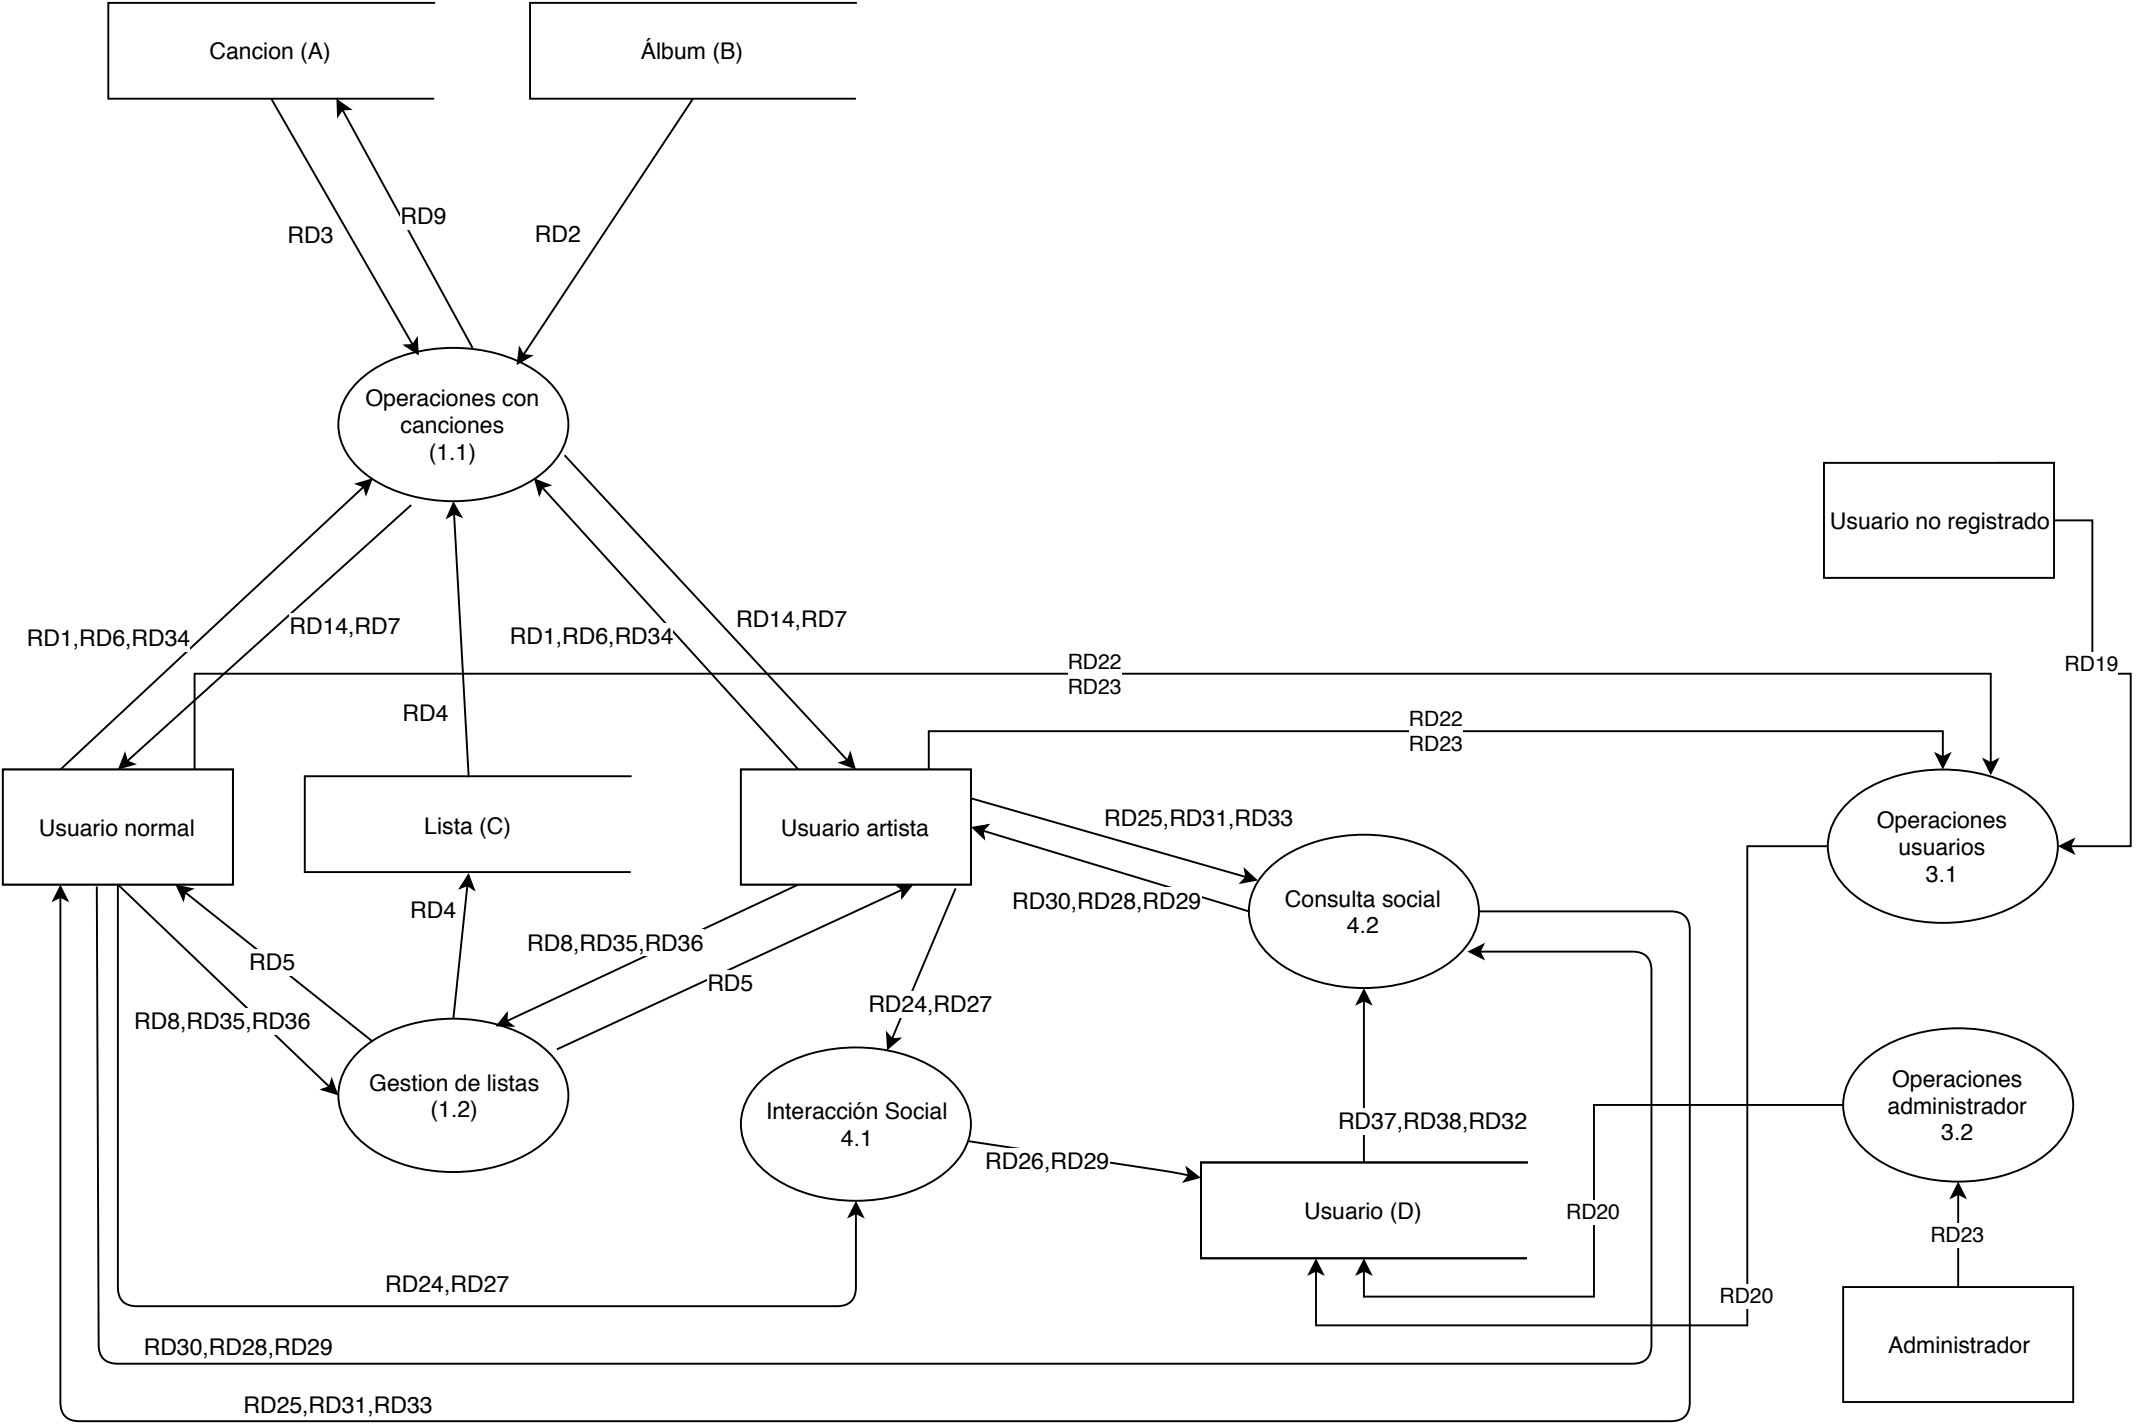 Cancion (A)
Álbum (B)
RD3
RD9
RD2
Operaciones con
canciones
(1.1)
Usuario no registrado
RD1,RD6,RD34
RD14,RD7
RD1,RD6,RD34
RD14,RD7
RD22
RD23
RD19
RD4
RD22
RD23
Usuario normal
Lista (C)
Usuario artista
RD25,RD31,RD33
Operaciones
usuarios
3.1
RD30,RD28,RD29
Consulta social
4.2
RD4
RD5
RD8,RD35,RD36
RD5
RD8,RD35,RD36
RD24,RD27
Gestion de listas
(1.2)
Interacción Social
4.1
RD37,RD38,RD32
Operaciones
administrador
3.2
RD26,RD29
Usuario (D)
RD20
RD23
RD24,RD27
RD20
RD30,RD28,RD29
Administrador
RD25,RD31,RD33